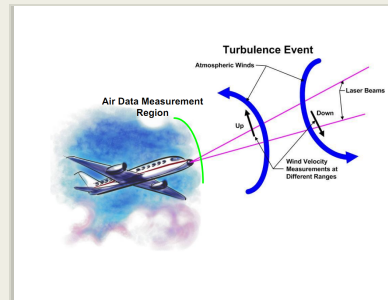 Turbulence Event
Atmospheric Winds
Laser Beams
Air Data Measurement
Region
Down
Up
Wind Velocity
Measurements at
Different Ranges